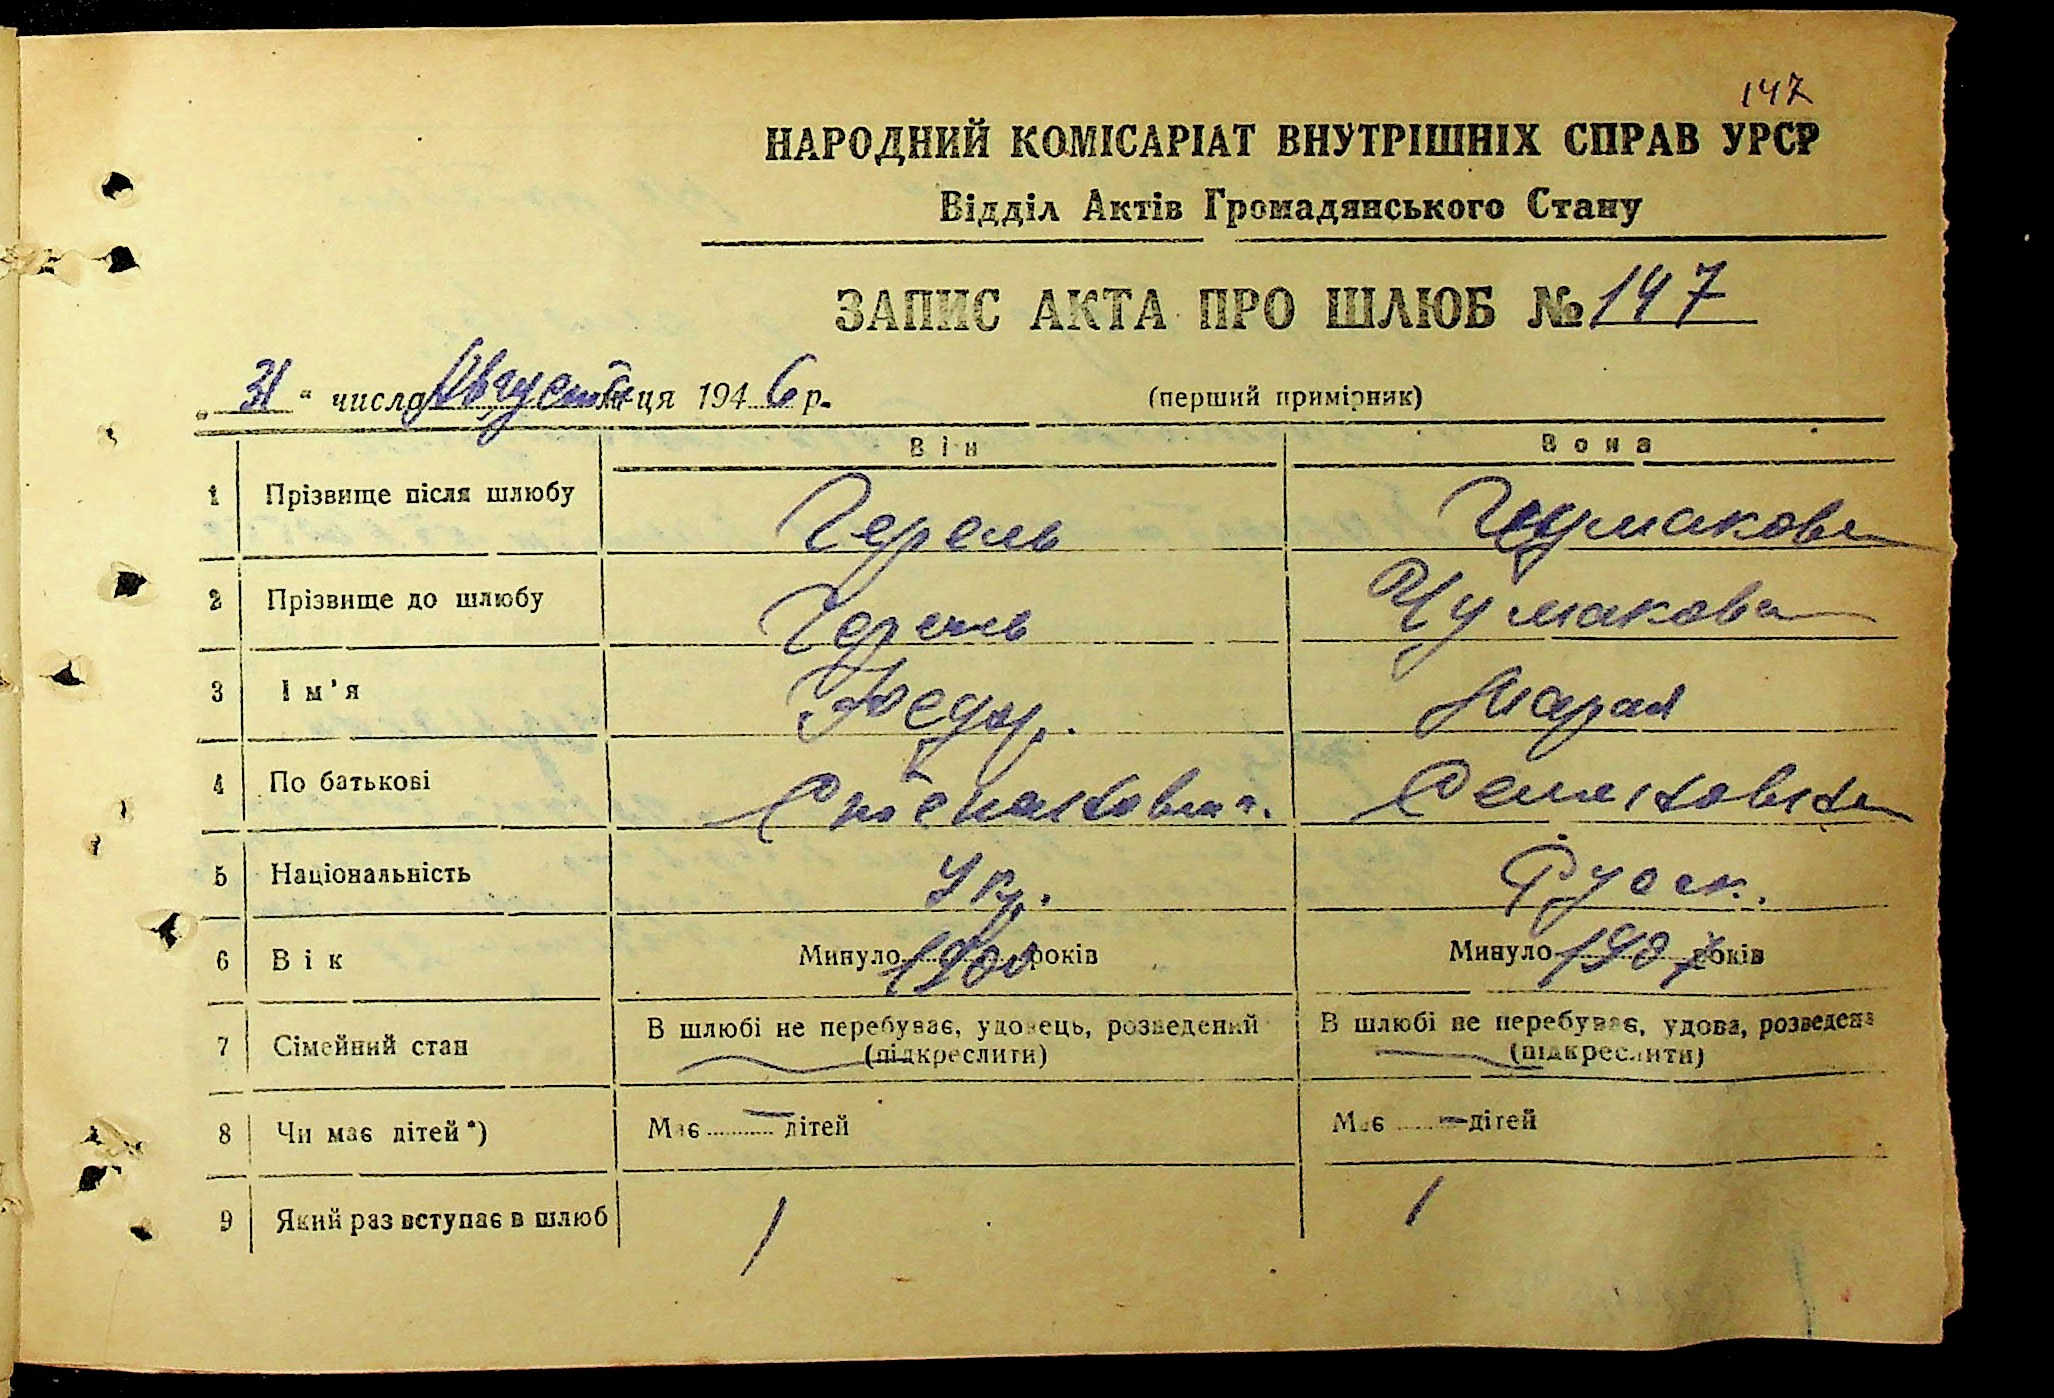 147
НАРОДНИЙ КОМІСАРІАТ ВНУТРІШНІХ СПРАВ УРСР
Відділ Актів Громадянського Стану
ЗАПИС АКТА ПРО ШЛЮБ № 147
„ 31 " числа Августа ця 194 6 р. (перший примірник)
Він Вона
1 Прізвище після шлюбу Герель Чумакова
2 Прізвище до шлюбу Герель Чумакова
3 Ім'я Федор. Мария
4 По батькові Степанович. Семеновна
5 Національність Укр. Русск.
6 Вік Минуло 1900 років Минуло 1907 років
7 Сімейний стан В шлюбі не перебуває, удовець, розведений (підкреслити) В шлюбі не перебуває, удова, розведена (підкреслити)
8 Чи має дітей*) Має — дітей Має — дітей
9 Який раз вступає в шлюб 1 1